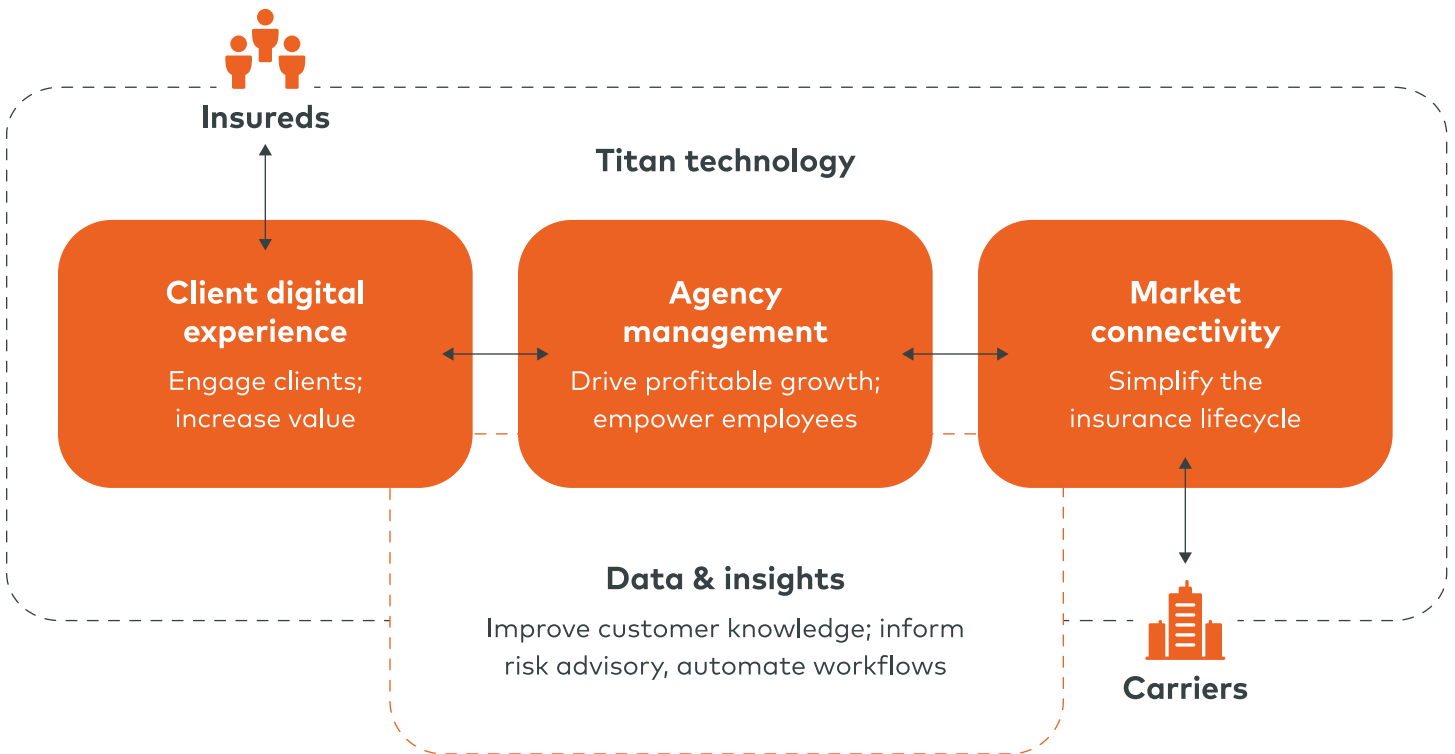 Insureds
Titan technology
Client digital
experience
Engage clients;
increase value
Agency
management
Drive profitable growth;
empower employees
Market
connectivity
Simplify the
insurance lifecycle
Data & insights
Improve customer knowledge; inform
risk advisory, automate workflows
Carriers